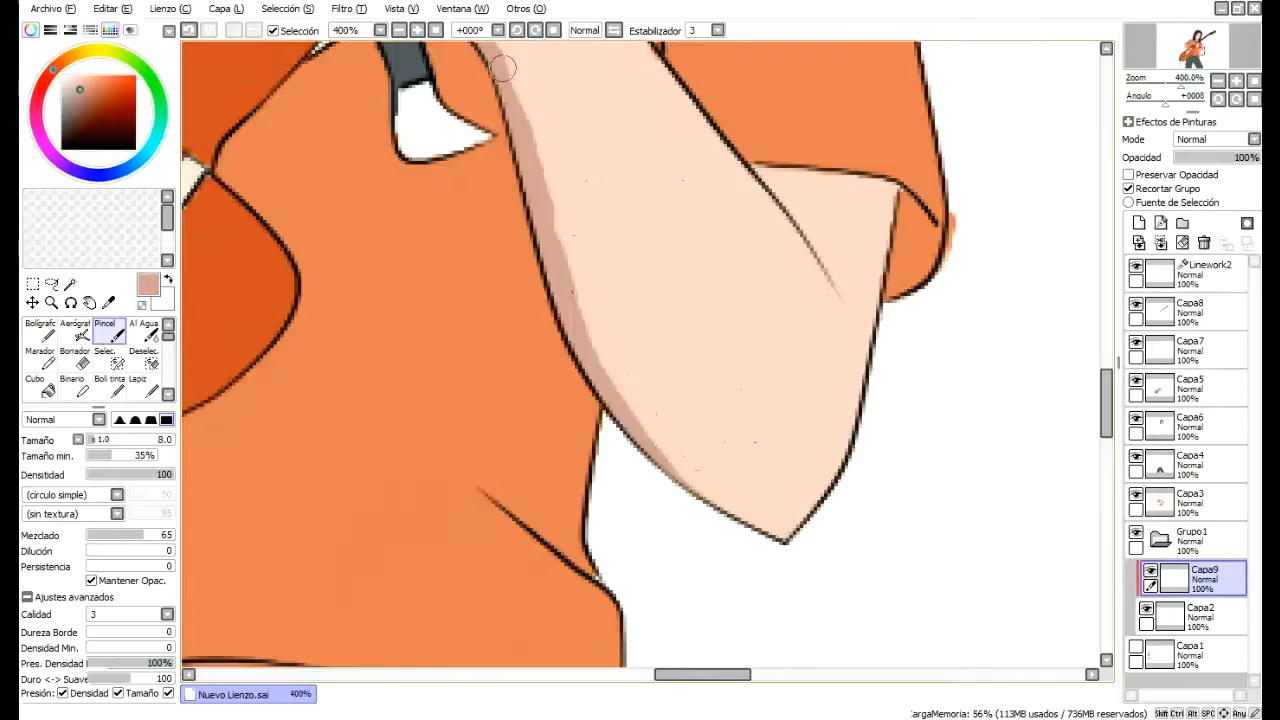 Archivo (F) Editar (E) Lienzo (C) Capa (L) Selección (S) Filtro (T) Vista (V) Ventana (W) Otros (O)
Selección 400% +000° Normal Estabilizador 3
Zoom 400.0%
Ángulo +000ß
Efectos de Pinturas
Mode Normal
Opacidad 100%
Preservar Opacidad
Recortar Grupo
Fuente de Selección
Linework2
Normal
100%
Capa8
Normal
100%
Capa7
Normal
100%
Capa5
Normal
100%
Capa6
Normal
100%
Capa4
Normal
100%
Capa3
Normal
100%
Grupo1
Normal
100%
Capa9
Normal
100%
Capa2
Normal
100%
Capa1
Normal
100%
Bolígrafc Aerógraf Pincel Al Agua
Marador Borrador Selec. Deselec.
Cubo Binario Boli tinta Lapiz
Normal
Tamaño x 1.0 8.0
Tamaño min. 35%
Densitidad 100
(círculo simple) 50
(sin textura) 95
Mezclado 65
Dilución 0
Persistencia 0
Mantener Opac.
Ajustes avanzados
Calidad 3
Dureza Borde 0
Densidad Min. 0
Pres. Densidad 100%
Duro <-> Suave 100
Presión: Densidad Tamaño
Nuevo Lienzo.sai 400%
argaMemoria: 56% (113MB usados / 736MB reservados) Shift Ctrl Alt SPC Any